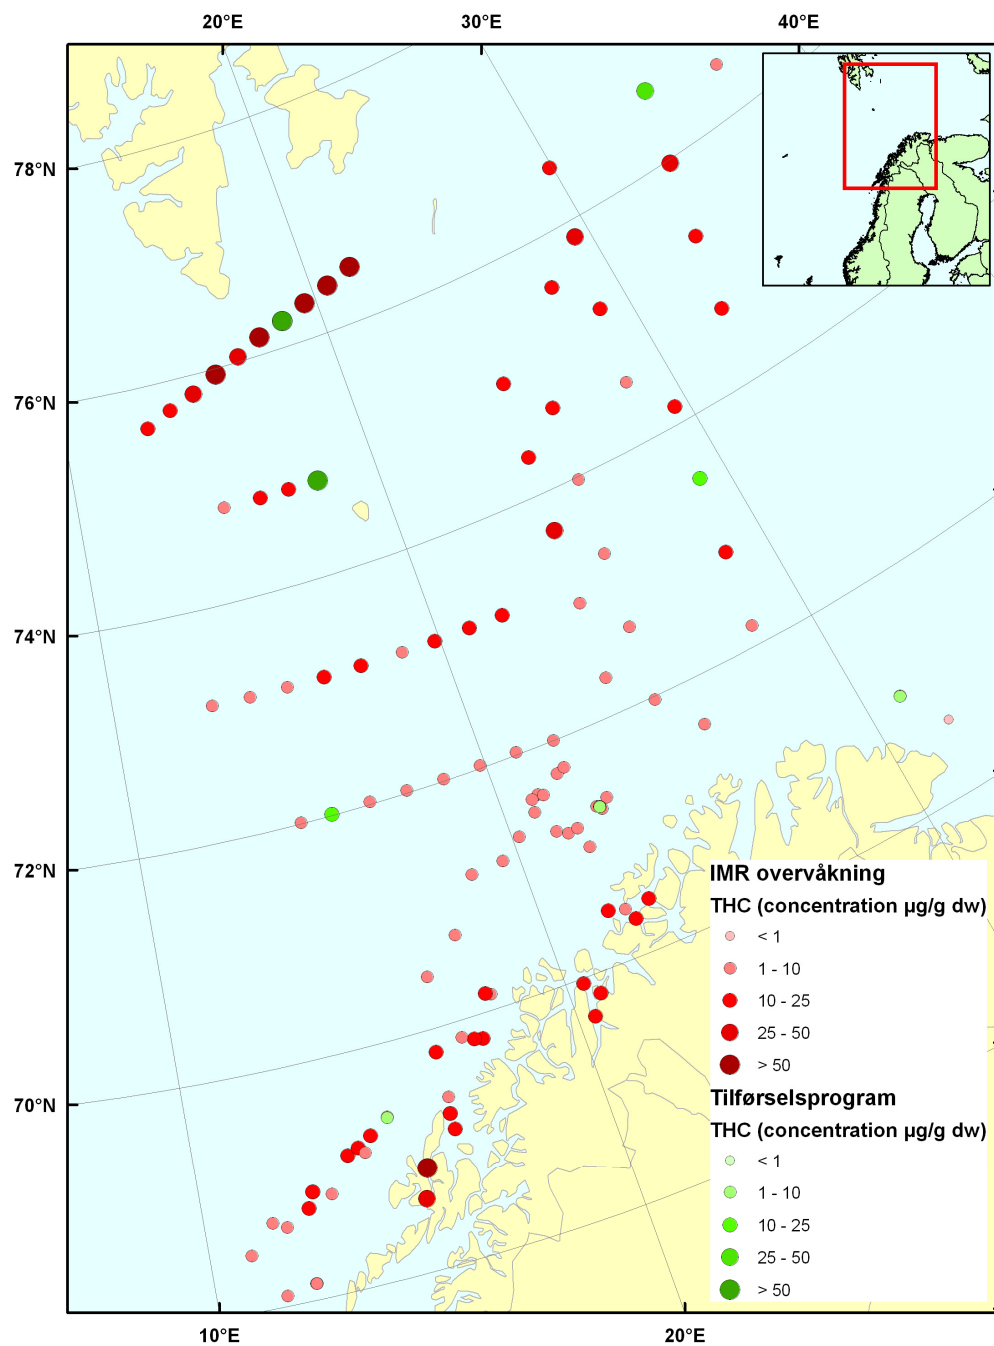 20°E 30°E 40°E
78°N
76°N
74°N
72°N
70°N
IMR overvåkning
THC (concentration µg/g dw)
< 1
1 - 10
10 - 25
25 - 50
> 50
Tilførselsprogram
THC (concentration µg/g dw)
< 1
1 - 10
10 - 25
25 - 50
> 50
10°E 20°E